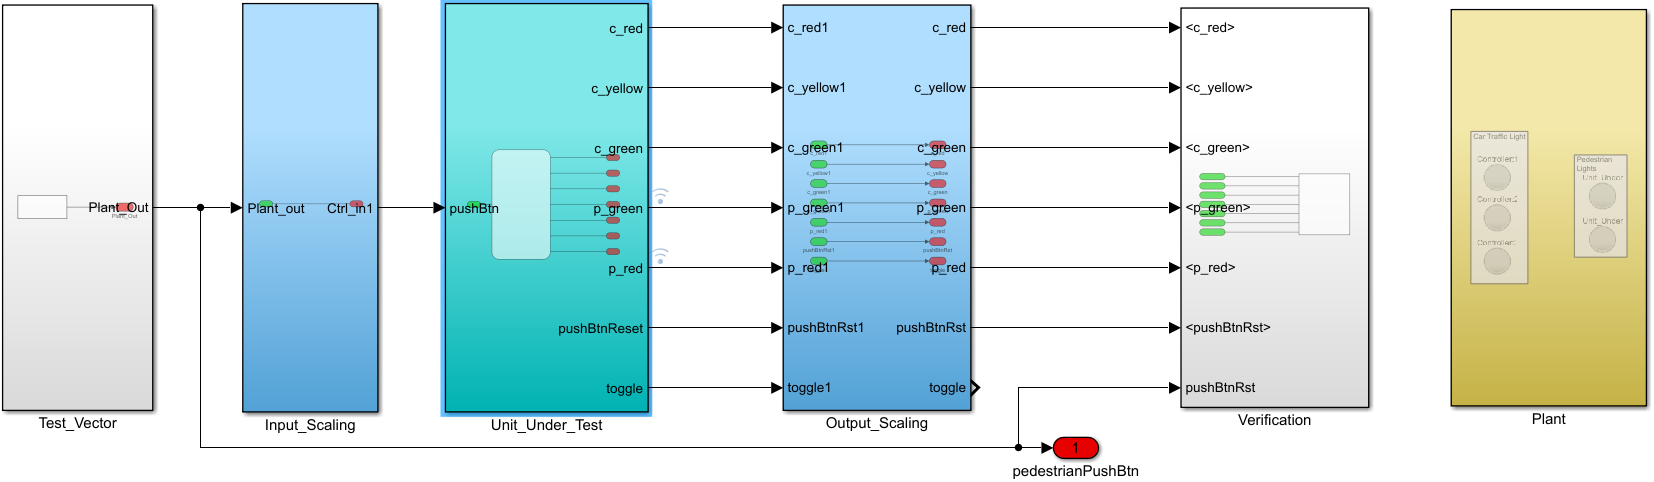 Plant_Out
Plant_Out
Test_Vector
Plant_out
Ctrl_in1
Input_Scaling
c_red
c_yellow
c_green
pushBtn
p_green
p_red
pushBtnReset
toggle
Unit_Under_Test
c_red1
c_red
c_yellow1
c_yellow
c_green1
c_green
c_yellow1
c_yellow
c_green1
c_green
p_green1
p_green
p_red1
p_red
pushBtnRst1
pushBtnRst
p_red1
p_red
pushBtnRst1
pushBtnRst
toggle1
toggle
Output_Scaling
<c_red>
<c_yellow>
<c_green>
<p_green>
<p_red>
<pushBtnRst>
pushBtnRst
Verification
Car Traffic Light
Controller1
Controller2
Controller:
Pedestrian
Lights
Unit_Under
Unit_Under
Plant
1
pedestrianPushBtn